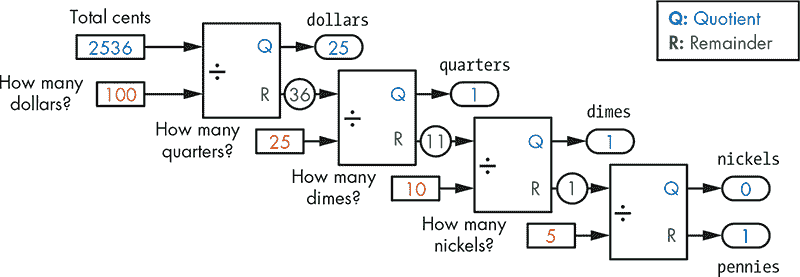 Total cents
dollars
Q: Quotient
R: Remainder
2536
÷
Q
25
quarters
How many
dollars?
100
R
36
Q
1
dimes
How many
quarters?
25
÷
R
11
Q
1
nickels
How many
dimes?
10
÷
R
1
Q
0
How many
nickels?
5
÷
R
1
pennies